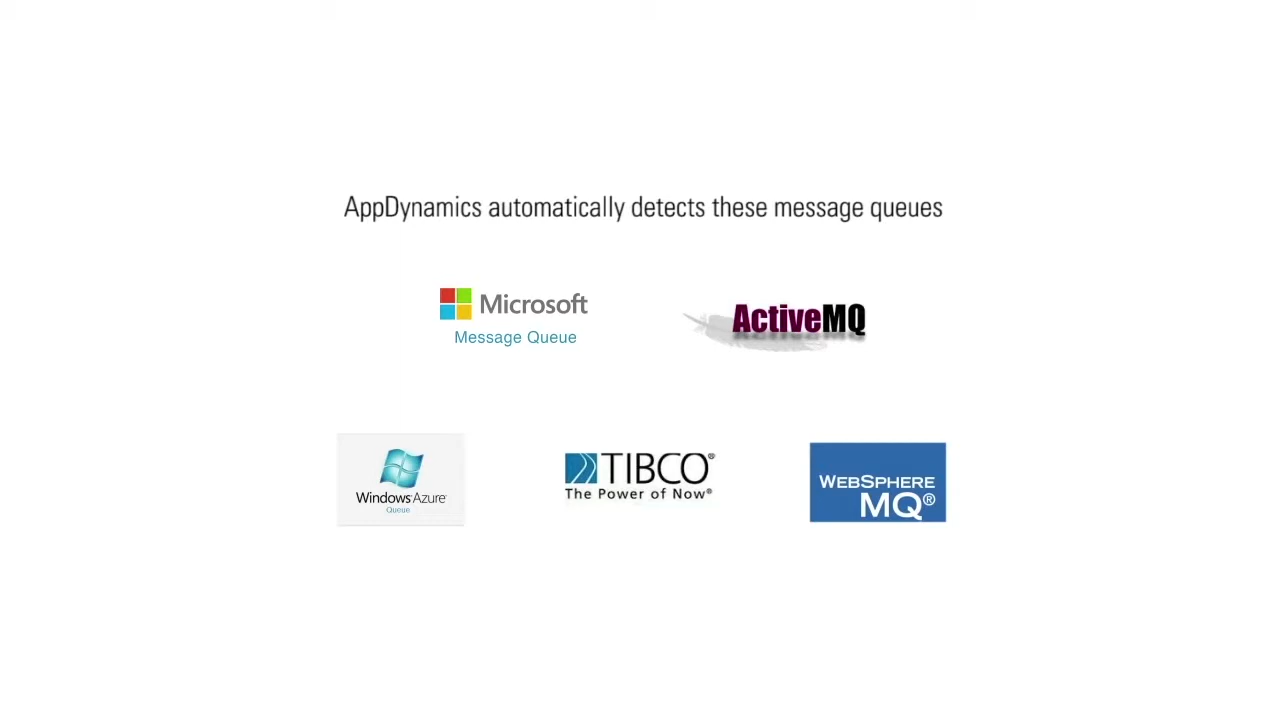 AppDynamics automatically detects these message queues
Microsoft
Message Queue
ActiveMQ
Windows Azure™
Queue
TIBCO®
The Power of Now®
WEBSPHERE
MQ®